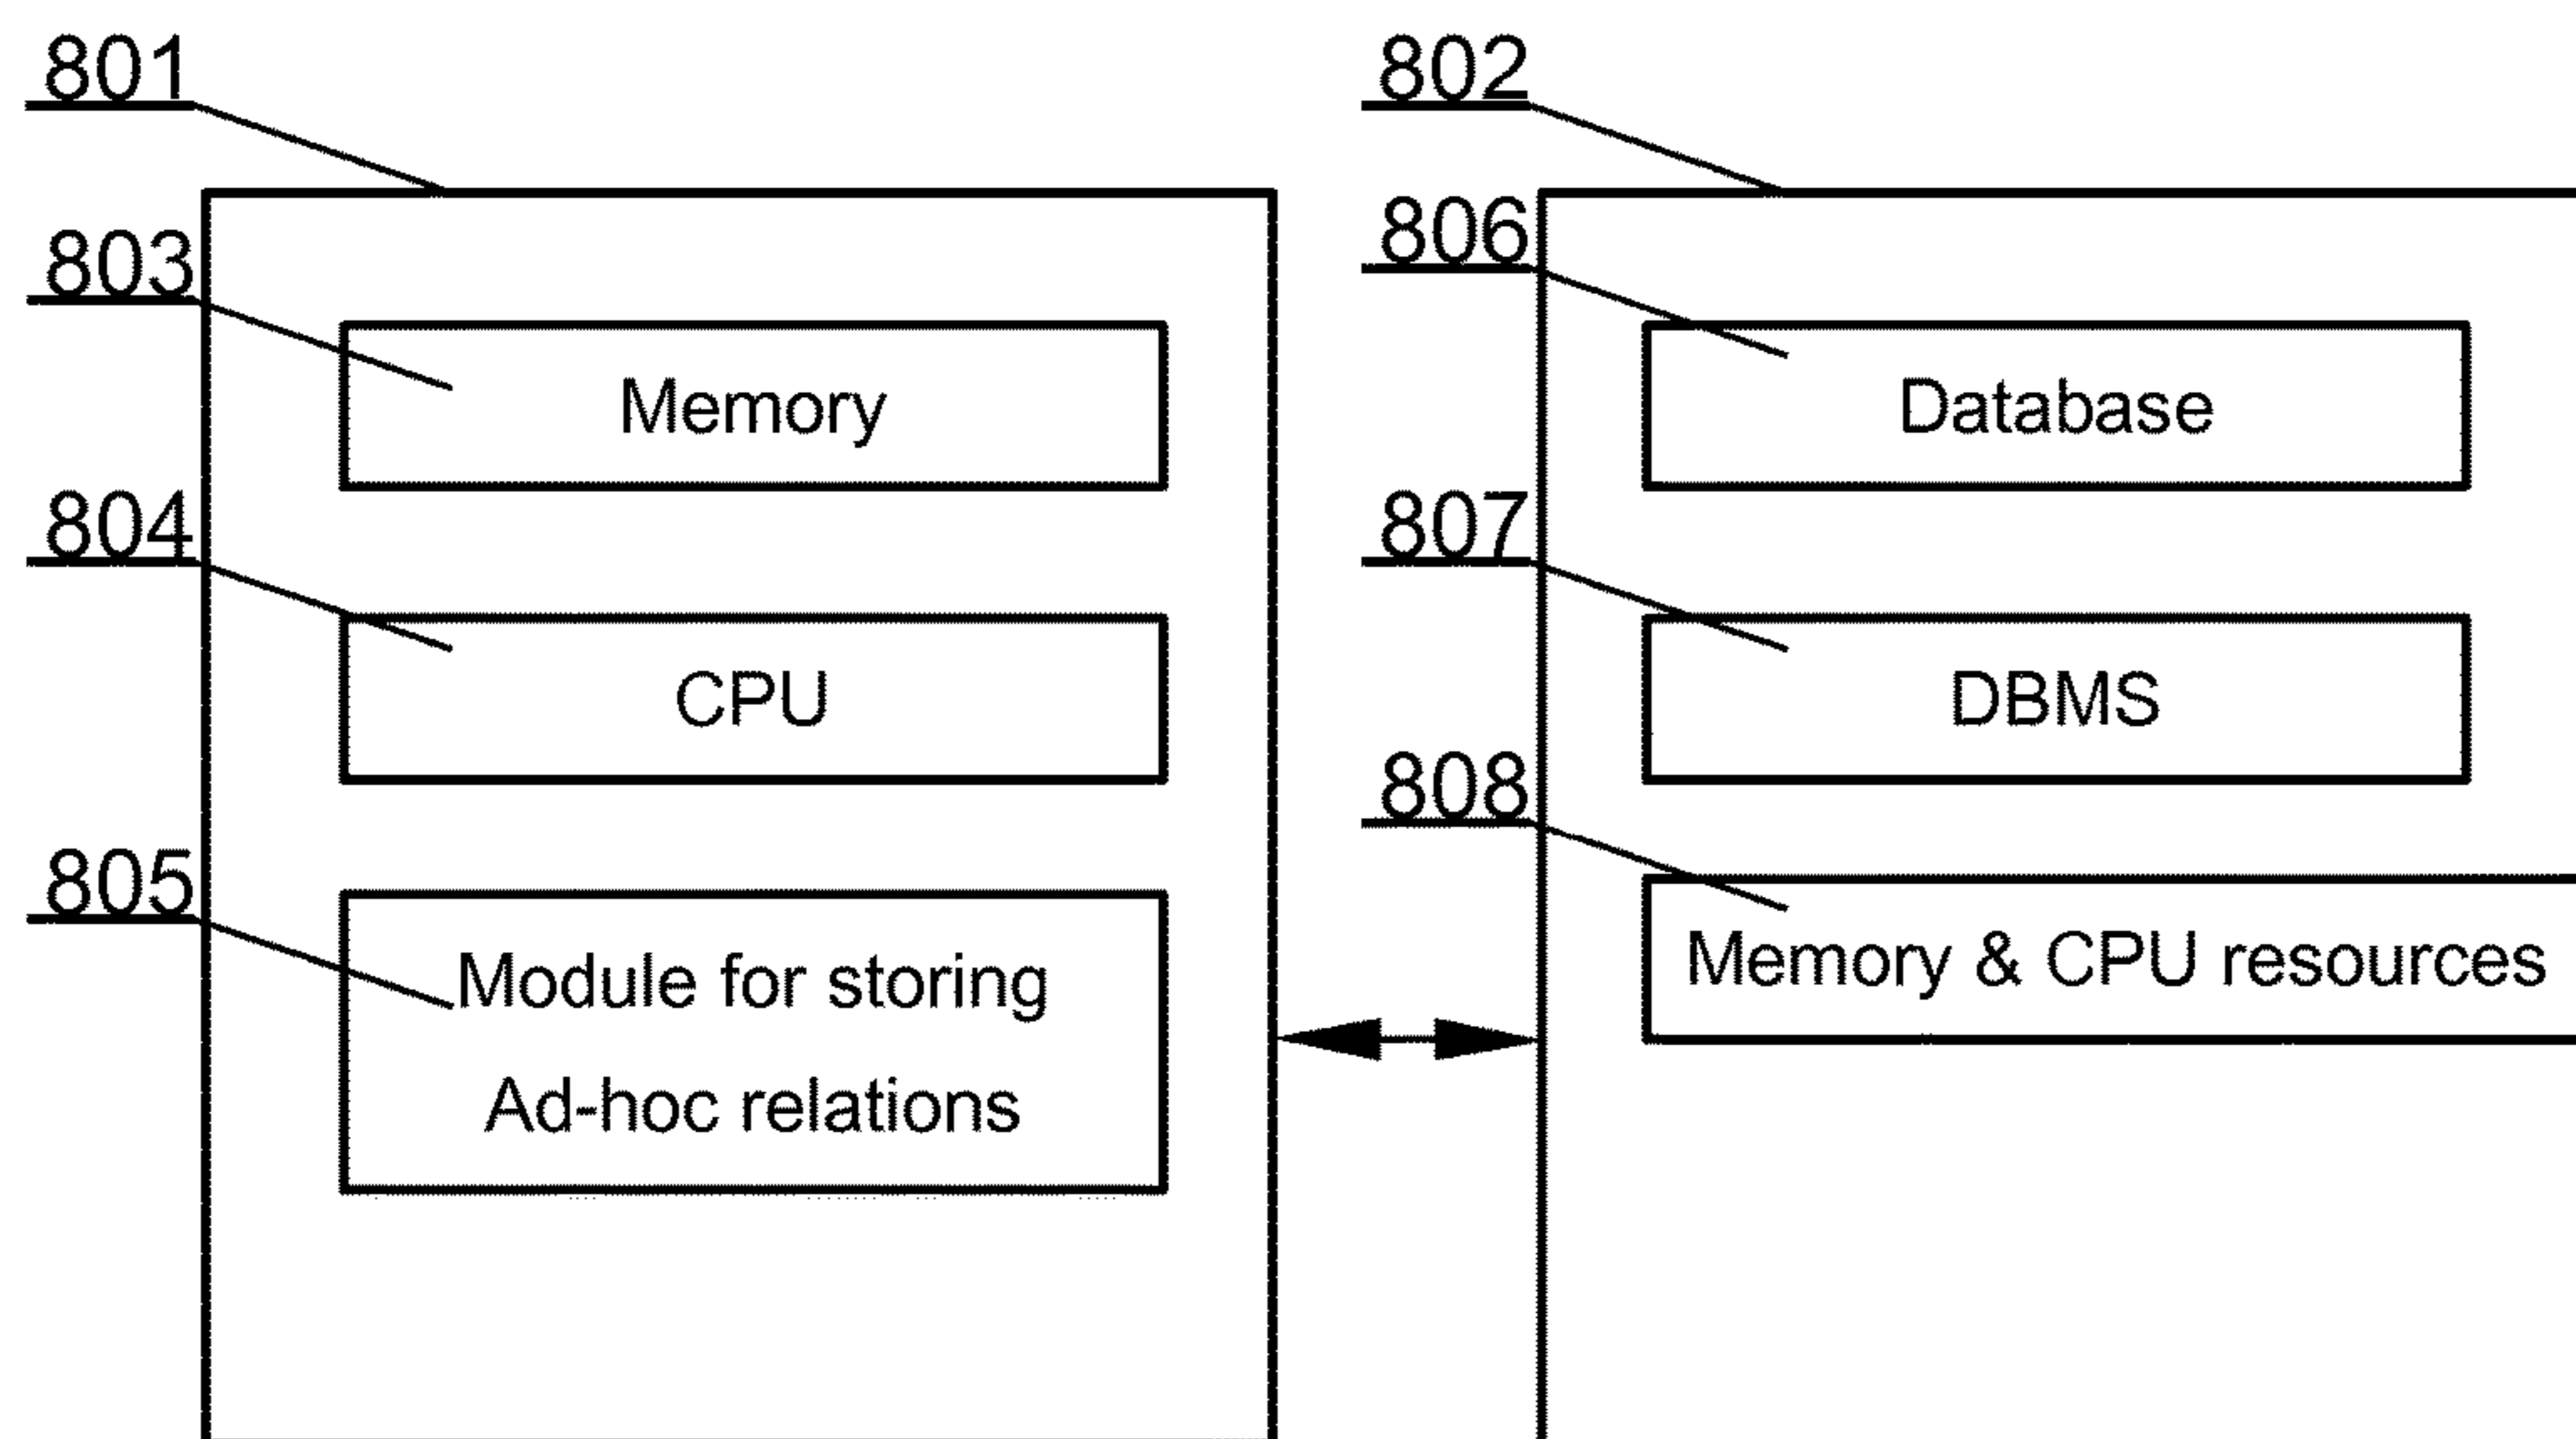 801
802
803
806
Memory
Database
804
807
CPU
DBMS
805
808
Module for storing
Ad-hoc relations
Memory & CPU resources